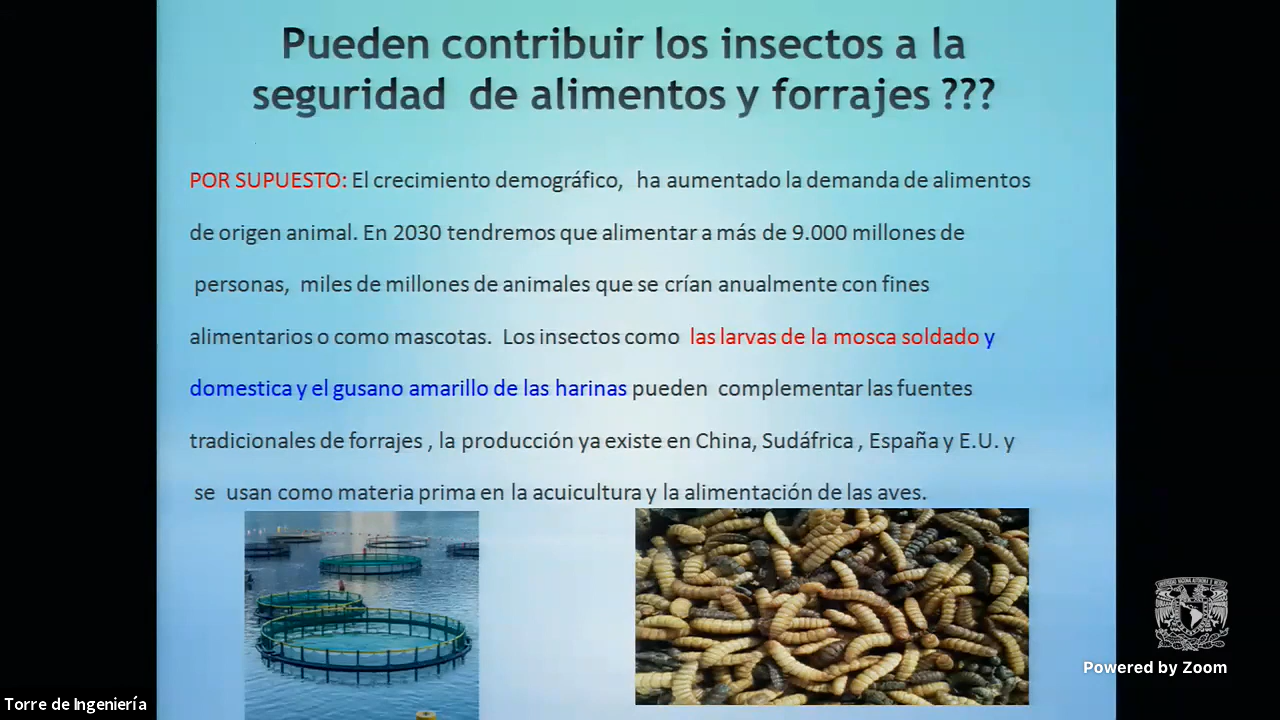 Pueden contribuir los insectos a la
seguridad de alimentos y forrajes ???
POR SUPUESTO: El crecimiento demográfico, ha aumentado la demanda de alimentos
de origen animal. En 2030 tendremos que alimentar a más de 9.000 millones de
personas, miles de millones de animales que se crían anualmente con fines
alimentarios o como mascotas. Los insectos como las larvas de la mosca soldado y
domestica y el gusano amarillo de las harinas pueden complementar las fuentes
tradicionales de forrajes , la producción ya existe en China, Sudáfrica , España y E.U. y
se usan como materia prima en la acuicultura y la alimentación de las aves.
Powered by Zoom
Torre de Ingeniería